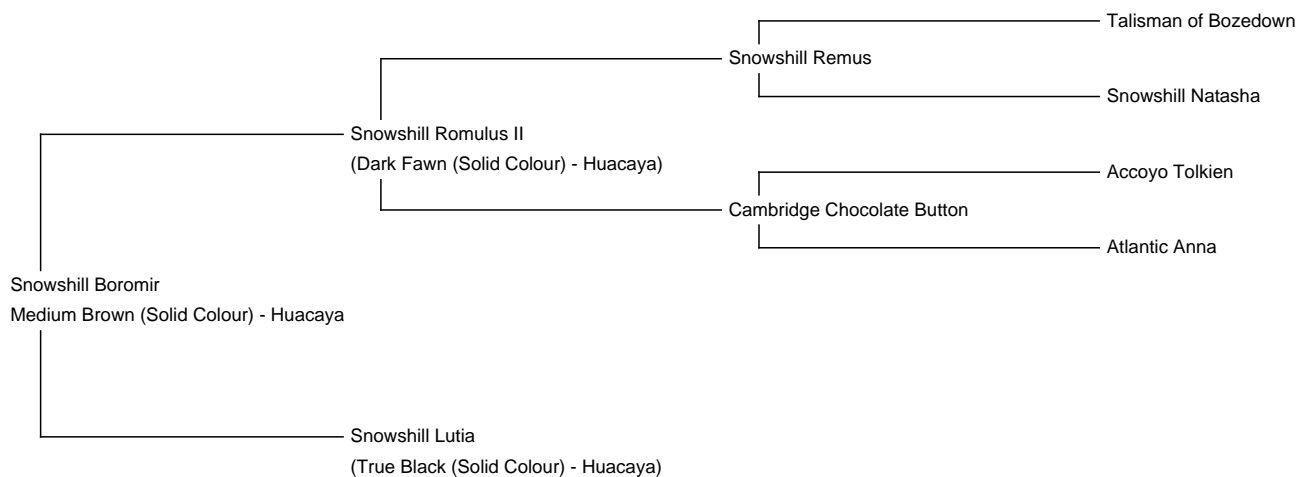 Talisman of Bozedown
Snowshill Remus
Snowshill Natasha
Snowshill Romulus II
(Dark Fawn (Solid Colour) - Huacaya)
Accoyo Tolkien
Cambridge Chocolate Button
Atlantic Anna
Snowshill Boromir
Medium Brown (Solid Colour) - Huacaya
Snowshill Lutia
(True Black (Solid Colour) - Huacaya)